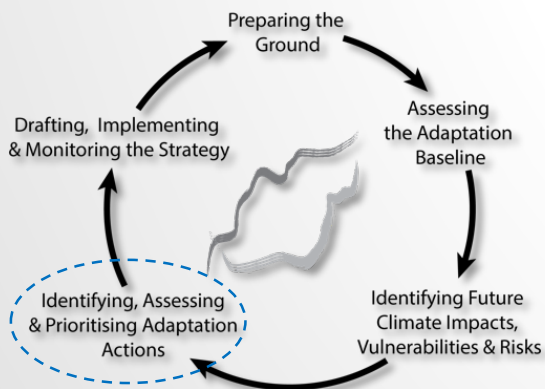 Preparing the
Ground
Assessing
the Adaptation
Baseline
Identifying Future
Climate Impacts,
Vulnerabilities & Risks
Identifying, Assessing
& Prioritising Adaptation
Actions
Drafting, Implementing
& Monitoring the Strategy